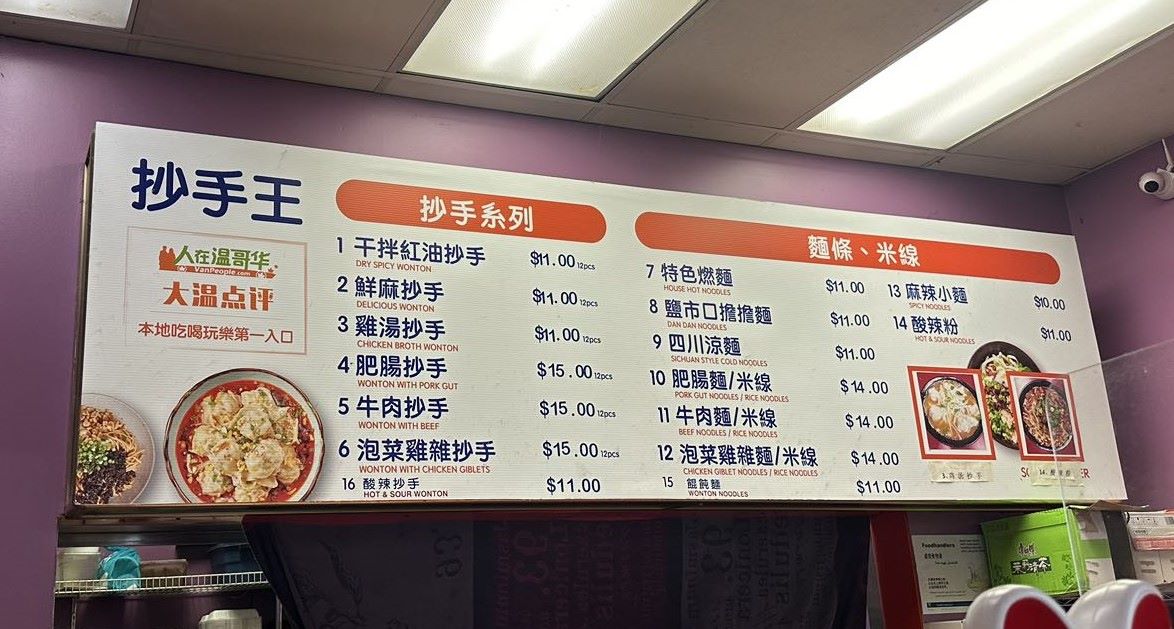 抄手王
人在温哥华
VanPeople.com
大温点评
本地吃喝玩樂第一入口
抄手系列
1 干拌紅油抄手 $11.00 12pcs
DRY SPICY WONTON
2 鮮麻抄手 $11.00 12pcs
DELICIOUS WONTON
3 雞湯抄手 $11.00 12pcs
CHICKEN BROTH WONTON
4 肥腸抄手 $15.00 12pcs
WONTON WITH PORK GUT
5 牛肉抄手 $15.00 12pcs
WONTON WITH BEEF
6 泡菜雞雜抄手 $15.00 12pcs
WONTON WITH CHICKEN GIBLETS
16 酸辣抄手 $11.00
HOT & SOUR WONTON
麵條、米線
7 特色燃麵 $11.00
HOUSE HOT NOODLES
8 鹽市口擔擔麵 $11.00
DAN DAN NOODLES
9 四川涼麵 $11.00
SICHUAN STYLE COLD NOODLES
10 肥腸麵/米線 $14.00
PORK GUT NOODLES / RICE NOODLES
11 牛肉麵/米線 $14.00
BEEF NOODLES / RICE NOODLES
12 泡菜雞雜麵/米線 $14.00
CHICKEN GIBLET NOODLES / RICE NOODLES
15 餛飩麵 $11.00
WONTON NOODLES
13 麻辣小麵 $10.00
SPICY NOODLES
14 酸辣粉 $11.00
HOT & SOUR NOODLES
3.雞湯抄手
14.酸辣粉
Foodhandlers